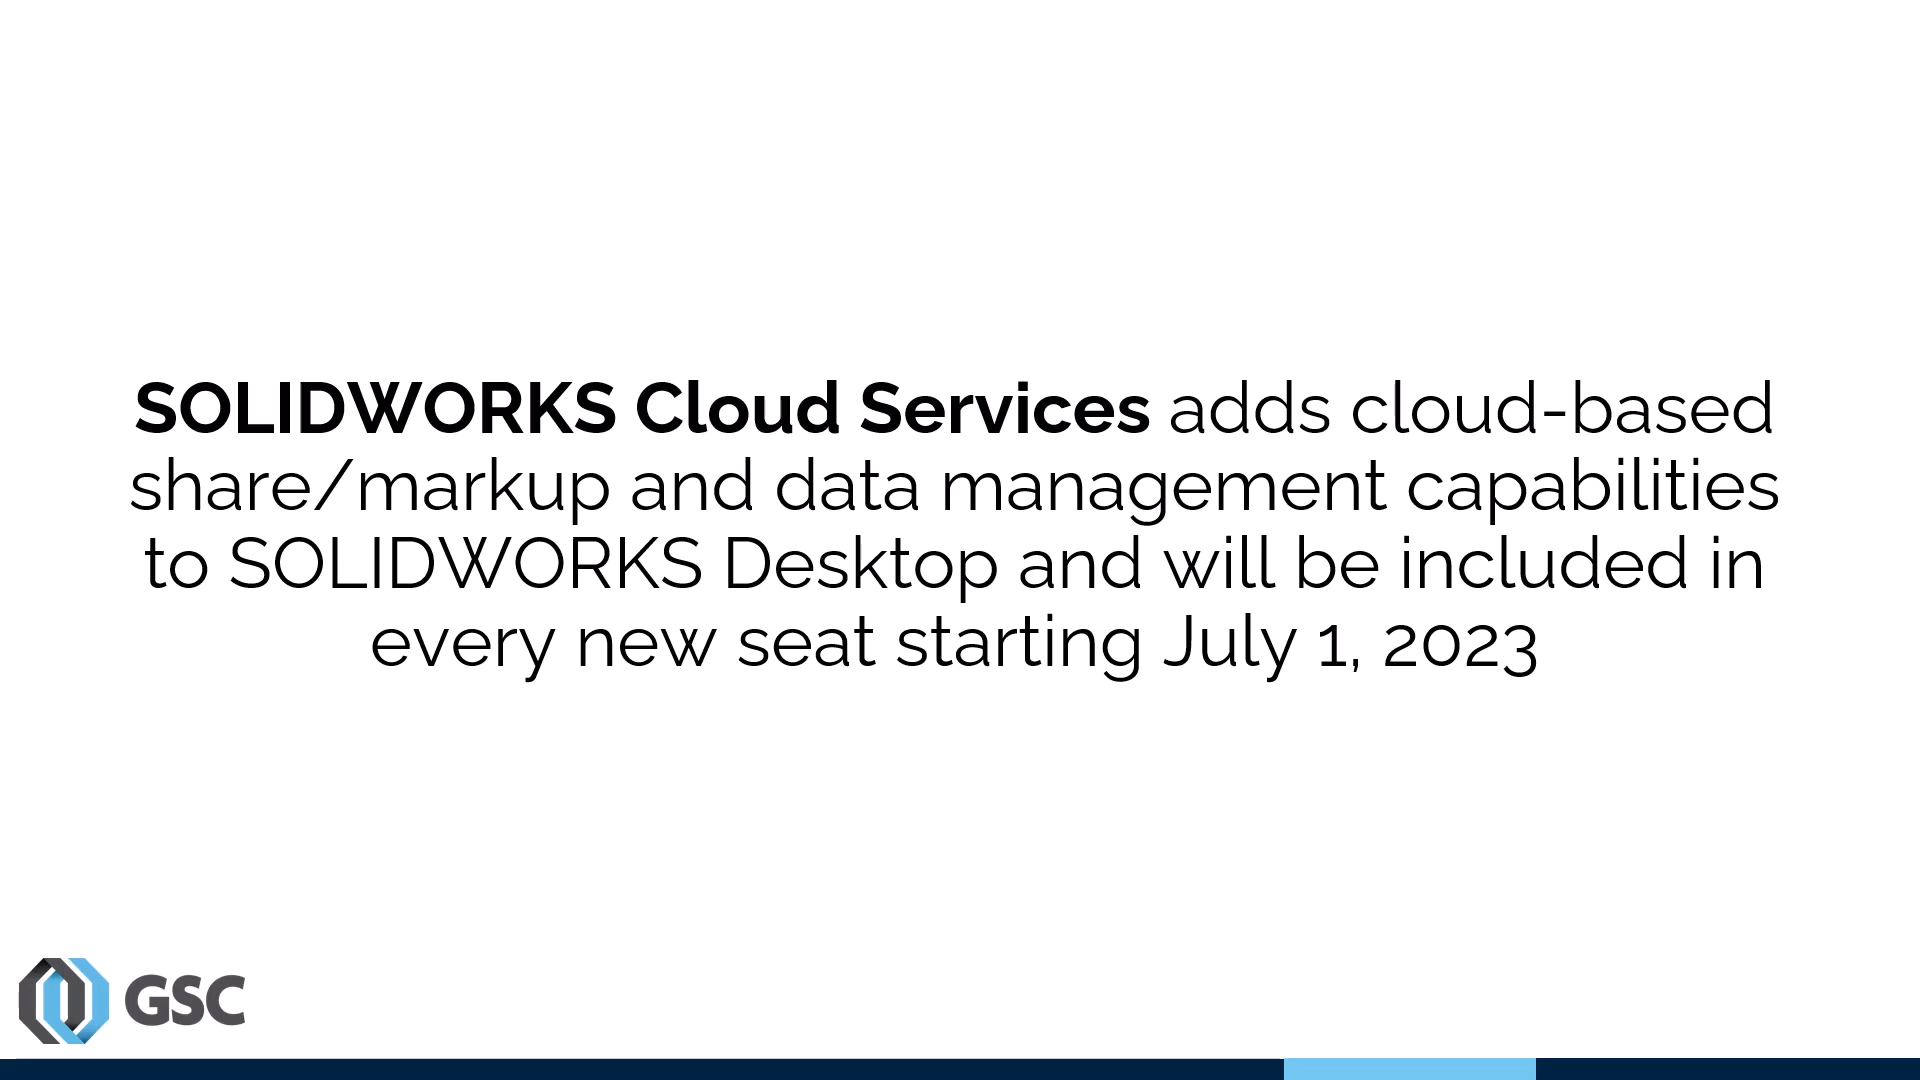 SOLIDWORKS Cloud Services adds cloud-based
share/markup and data management capabilities
to SOLIDWORKS Desktop and will be included in
every new seat starting July 1, 2023
GSC